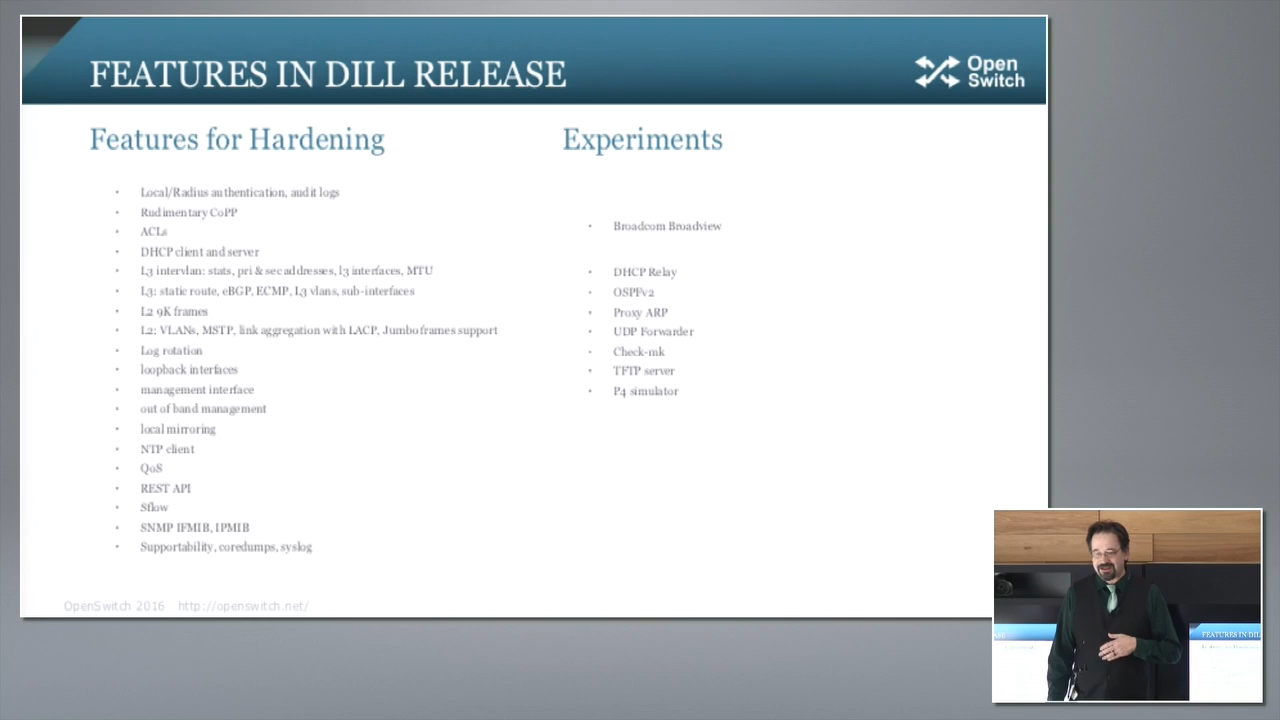 FEATURES IN DILL RELEASE
Open
Switch
Features for Hardening
Local/Radius authentication, audit logs
Rudimentary CoPP
ACLs
DHCP client and server
L3 intervlan: stats, pri & sec addresses, l3 interfaces, MTU
L3: static route, eBGP, ECMP, L3 vlans, sub-interfaces
L2 9K frames
L2: VLANs, MSTP, link aggregation with LACP, Jumbo frames support
Log rotation
loopback interfaces
management interface
out of band management
local mirroring
NTP client
QoS
REST API
Sflow
SNMP IFMIB, IPMIB
Supportability, coredumps, syslog
Experiments
Broadcom Broadview
DHCP Relay
OSPFv2
Proxy ARP
UDP Forwarder
Check-mk
TFTP server
P4 simulator
OpenSwitch 2016 http://openswitch.net/
FEATURES IN DIL